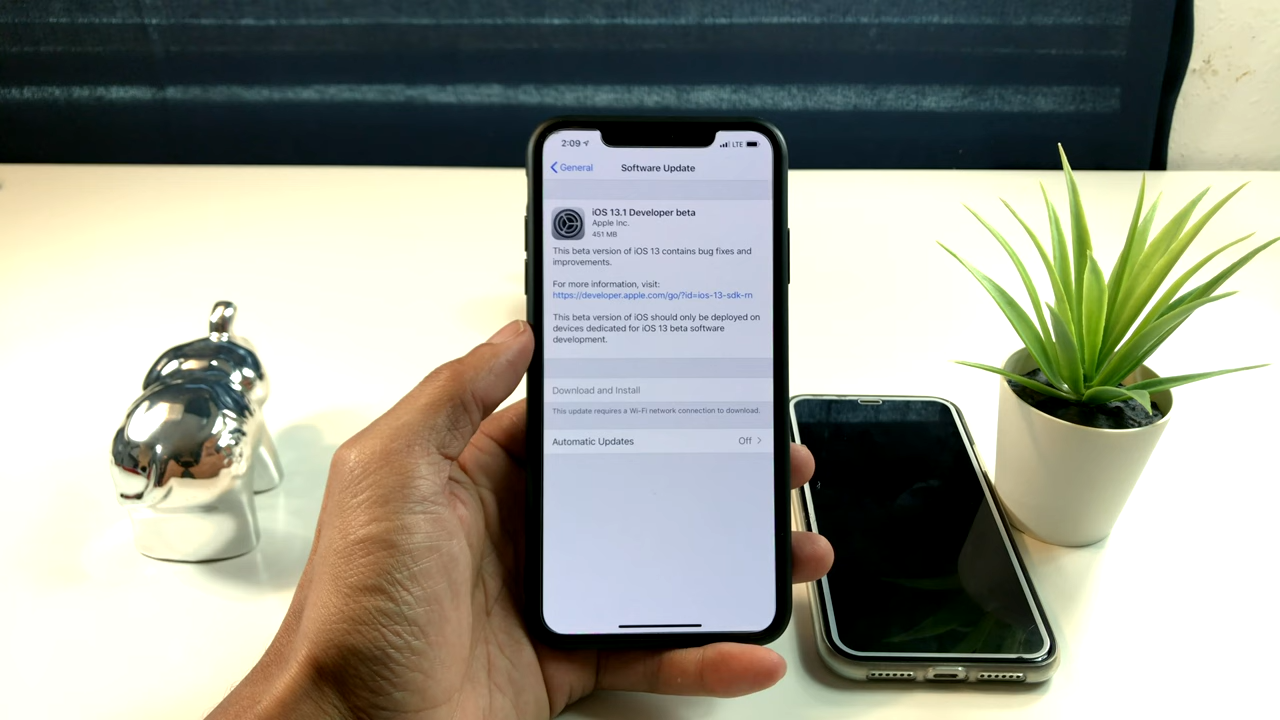 2:09
LTE
General
Software Update
iOS 13.1 Developer beta
Apple Inc.
451 MB
This beta version of iOS 13 contains bug fixes and
improvements.
For more information, visit:
https://developer.apple.com/go/?id=ios-13-sdk-rn
This beta version of iOS should only be deployed on
devices dedicated for iOS 13 beta software
development.
Download and Install
This update requires a Wi-Fi network connection to download.
Automatic Updates
Off